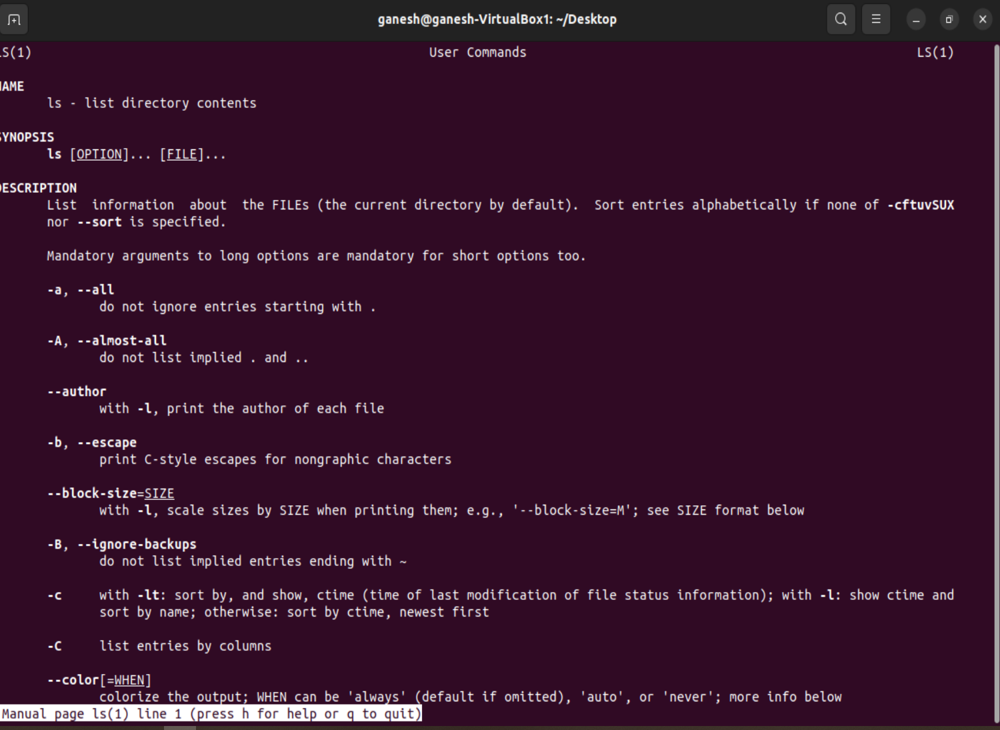 ganesh@ganesh-VirtualBox1: ~/Desktop
LS(1) User Commands LS(1)
NAME
ls - list directory contents
SYNOPSIS
ls [OPTION]... [FILE]...
DESCRIPTION
List information about the FILEs (the current directory by default). Sort entries alphabetically if none of -cftuvSUX
nor --sort is specified.
Mandatory arguments to long options are mandatory for short options too.
-a, --all
do not ignore entries starting with .
-A, --almost-all
do not list implied . and ..
--author
with -l, print the author of each file
-b, --escape
print C-style escapes for nongraphic characters
--block-size=SIZE
with -l, scale sizes by SIZE when printing them; e.g., '--block-size=M'; see SIZE format below
-B, --ignore-backups
do not list implied entries ending with ~
-c with -lt: sort by, and show, ctime (time of last modification of file status information); with -l: show ctime and
sort by name; otherwise: sort by ctime, newest first
-C list entries by columns
--color[=WHEN]
colorize the output; WHEN can be 'always' (default if omitted), 'auto', or 'never'; more info below
Manual page ls(1) line 1 (press h for help or q to quit)